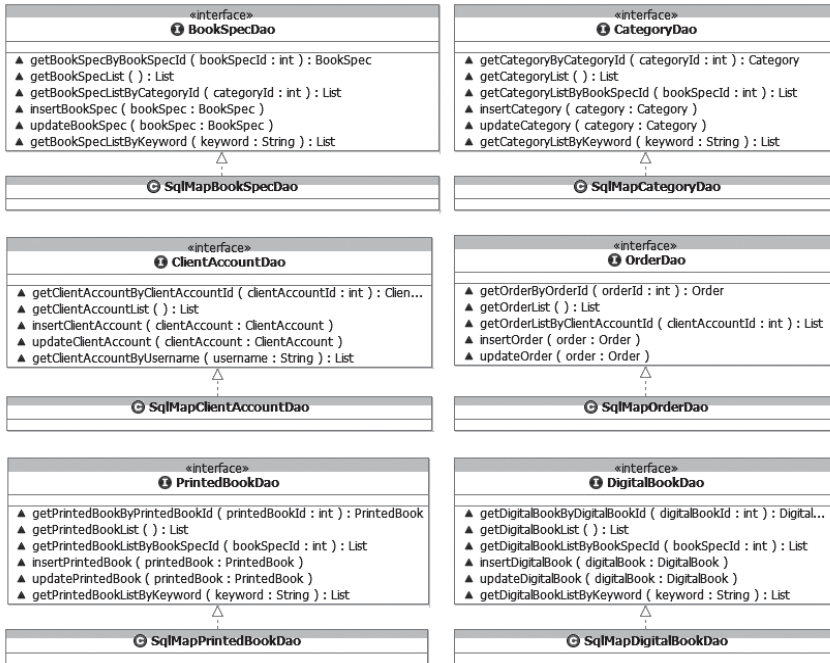 «interface»
BookSpecDao
getBookSpecByBookSpecId ( bookSpecId : int ) : BookSpec
getBookSpecList ( ) : List
getBookSpecListByCategoryId ( categoryId : int ) : List
insertBookSpec ( bookSpec : BookSpec )
updateBookSpec ( bookSpec : BookSpec )
getBookSpecListByKeyword ( keyword : String ) : List
SqlMapBookSpecDao
«interface»
CategoryDao
getCategoryByCategoryId ( categoryId : int ) : Category
getCategoryList ( ) : List
getCategoryListByBookSpecId ( bookSpecId : int ) : List
insertCategory ( category : Category )
updateCategory ( category : Category )
getCategoryListByKeyword ( keyword : String ) : List
SqlMapCategoryDao
«interface»
ClientAccountDao
getClientAccountByClientAccountId ( clientAccountId : int ) : Clien...
getClientAccountList ( ) : List
insertClientAccount ( clientAccount : ClientAccount )
updateClientAccount ( clientAccount : ClientAccount )
getClientAccountByUsername ( username : String ) : List
SqlMapClientAccountDao
«interface»
OrderDao
getOrderByOrderId ( orderId : int ) : Order
getOrderList ( ) : List
getOrderListByClientAccountId ( clientAccountId : int ) : List
insertOrder ( order : Order )
updateOrder ( order : Order )
SqlMapOrderDao
«interface»
PrintedBookDao
getPrintedBookByPrintedBookId ( printedBookId : int ) : PrintedBook
getPrintedBookList ( ) : List
getPrintedBookListByBookSpecId ( bookSpecId : int ) : List
insertPrintedBook ( printedBook : PrintedBook )
updatePrintedBook ( printedBook : PrintedBook )
getPrintedBookListByKeyword ( keyword : String ) : List
SqlMapPrintedBookDao
«interface»
DigitalBookDao
getDigitalBookByDigitalBookId ( digitalBookId : int ) : Digital...
getDigitalBookList ( ) : List
getDigitalBookListByBookSpecId ( bookSpecId : int ) : List
insertDigitalBook ( digitalBook : DigitalBook )
updateDigitalBook ( digitalBook : DigitalBook )
getDigitalBookListByKeyword ( keyword : String ) : List
SqlMapDigitalBookDao